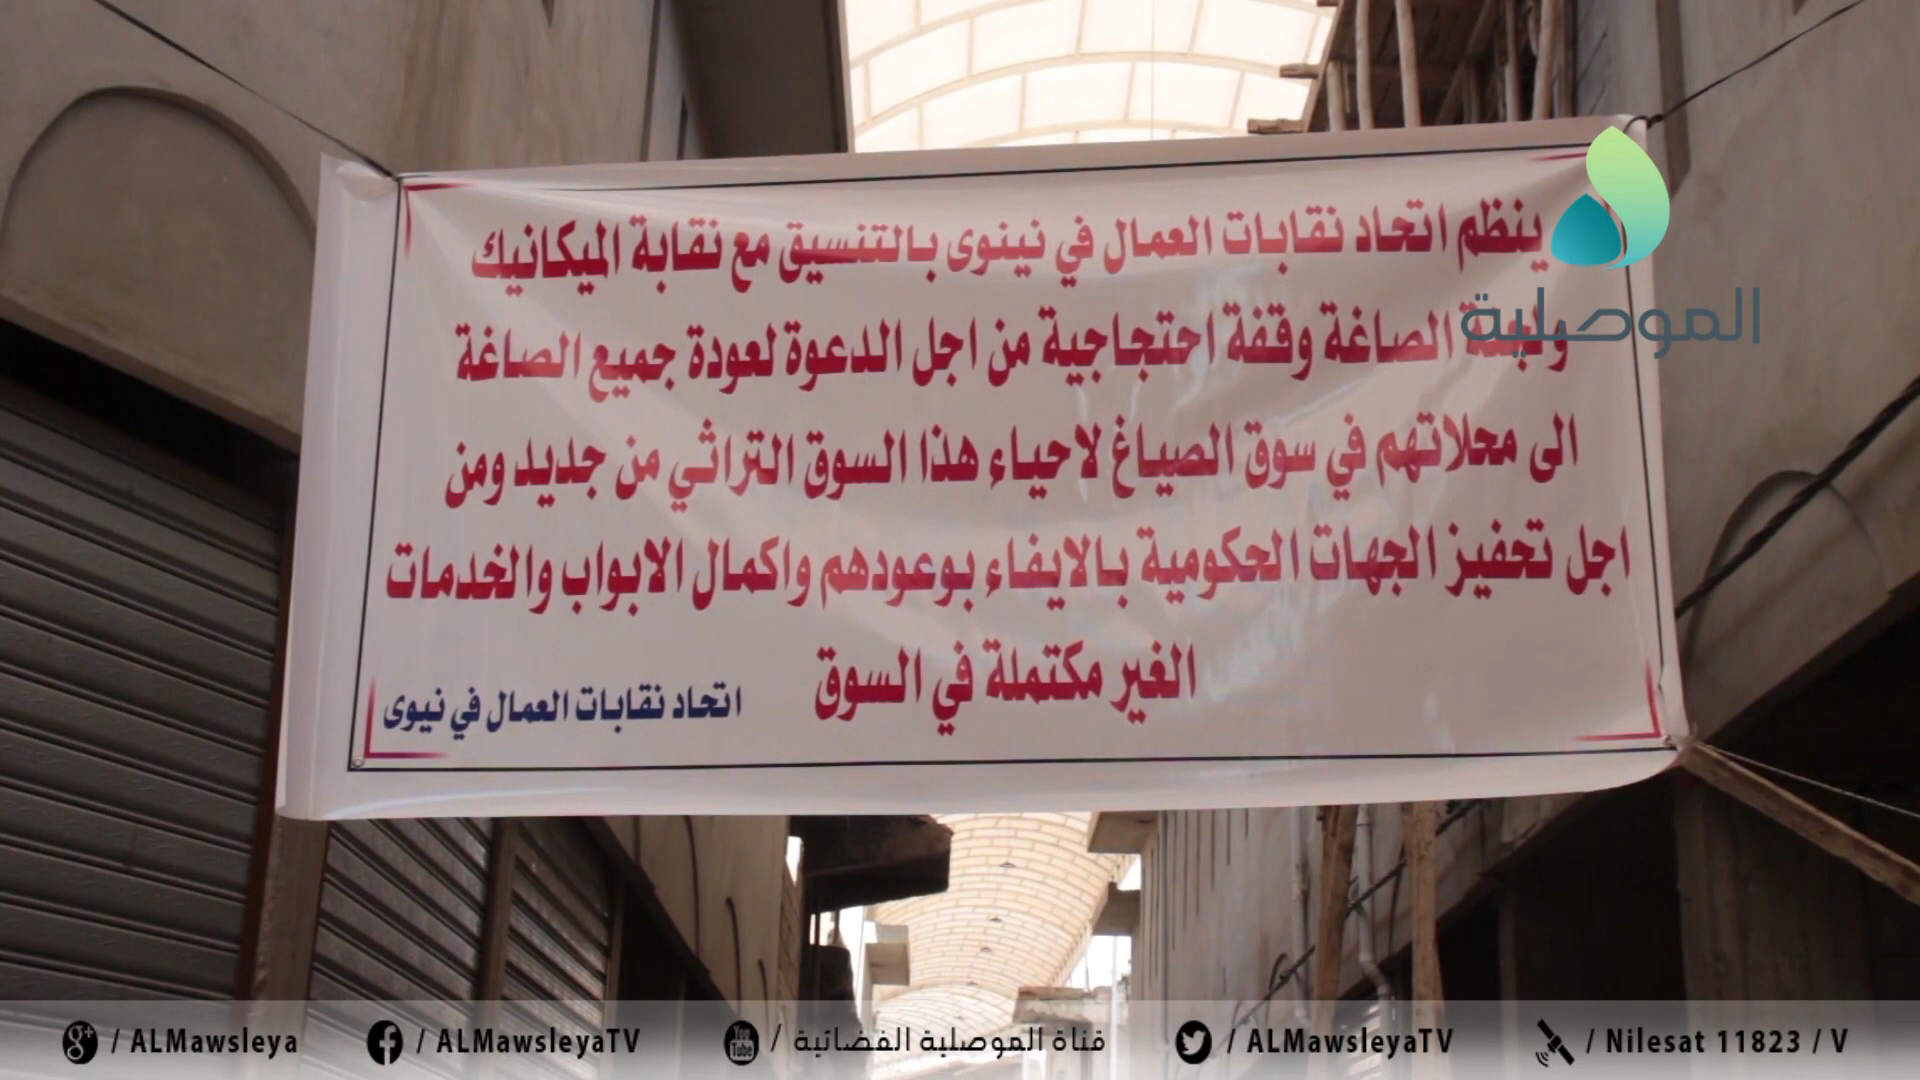 ينظم اتحاد نقابات العمال في نينوى بالتنسيق مع نقابة الميكانيك
ولجنة الصاغة وقفة احتجاجية من اجل الدعوة لعودة جميع الصاغة
الى محلاتهم في سوق الصياغ لاحياء هذا السوق التراثي من جديد ومن
اجل تحفيز الجهات الحكومية بالايفاء بوعودهم واكمال الابواب والخدمات
الغير مكتملة في السوق
اتحاد نقابات العمال في نيوى
الموصلية
/ ALMawsleya
/ ALMawsleyaTV
You Tube / قناة الموصلية الفضائية
/ ALMawsleyaTV
/ Nilesat 11823 / V